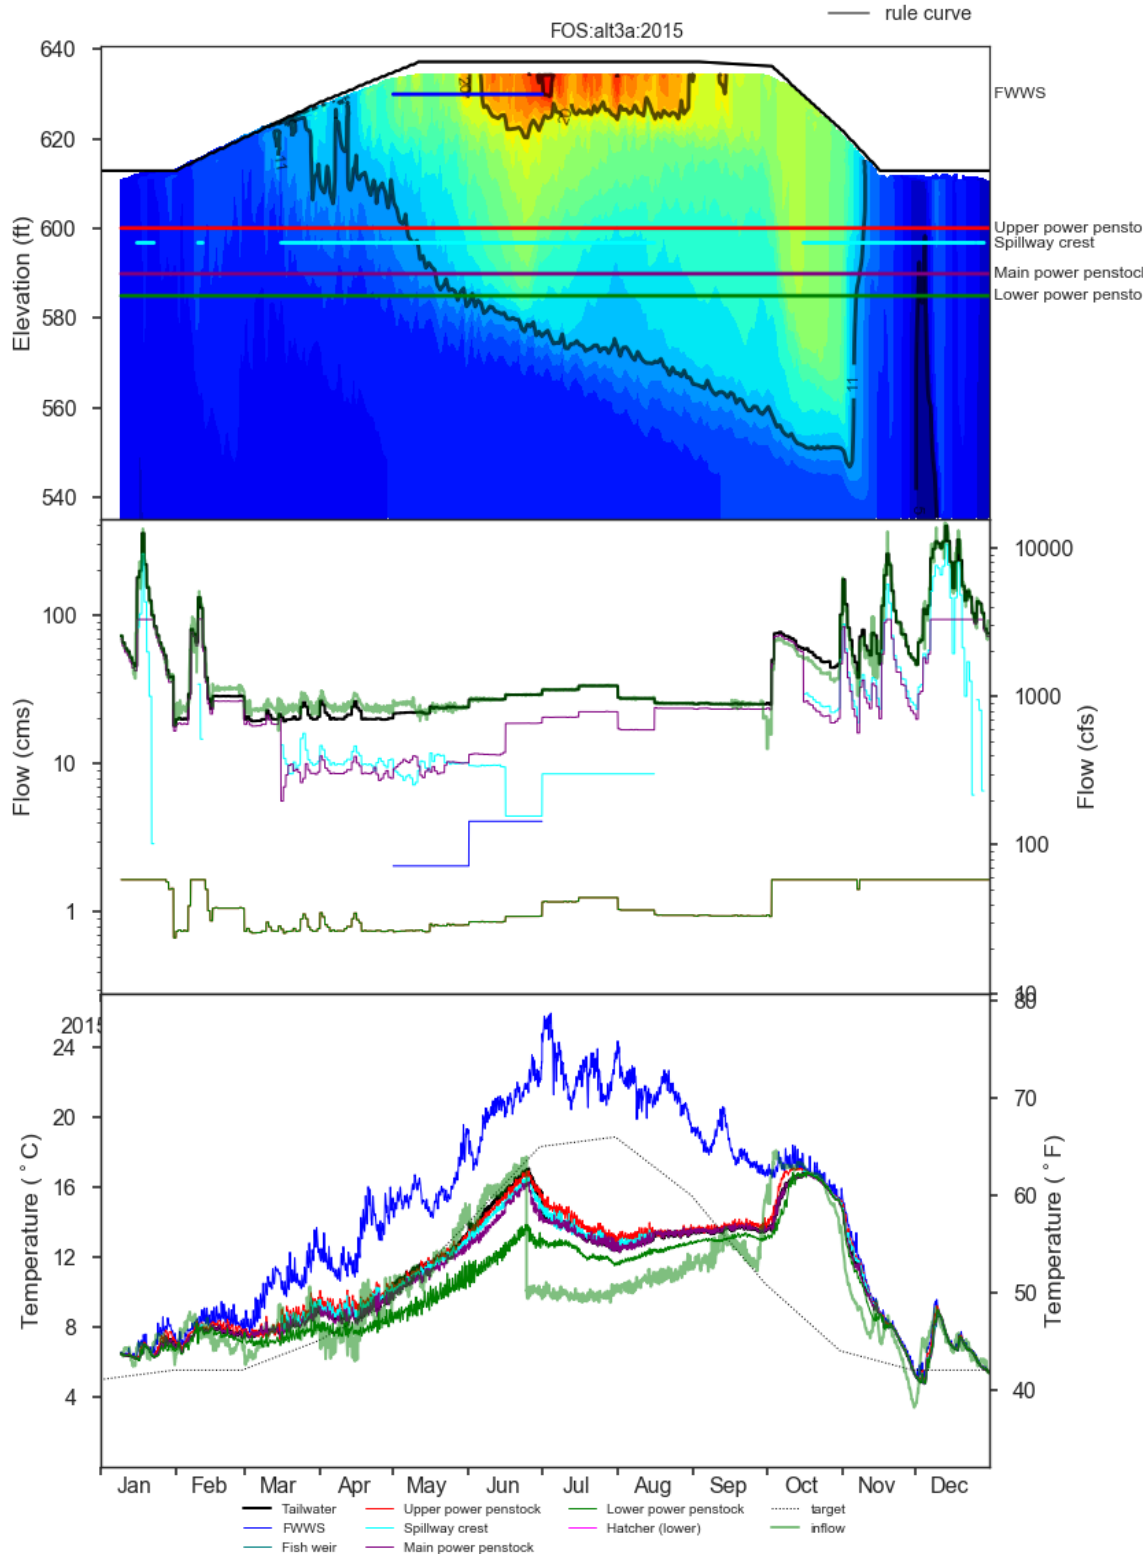 rule curve
FOS:alt3a:2015
640
620
600
580
560
540
Elevation (ft)
FWWS
Upper power pensto
Spillway crest
Main power penstock
Lower power pensto
20
20
11
11
100
10
1
Flow (cms)
10000
1000
100
10
Flow (cfs)
2015
24
20
16
12
8
4
Temperature ( ° C)
80
70
60
50
40
Temperature ( ° F)
Jan Feb Mar Apr May Jun Jul Aug Sep Oct Nov Dec
Tailwater Upper power penstock Lower power penstock target
FWWS Spillway crest Hatcher (lower) inflow
Fish weir Main power penstock